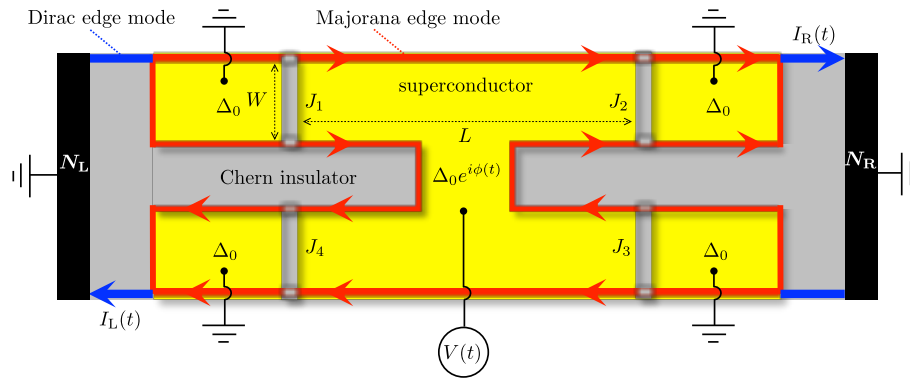 Dirac edge mode
Majorana edge mode
I_R(t)
W
J_1
superconductor
J_2
Δ_0
Δ_0
L
N_L
Chern insulator
Δ_0 e^{iϕ(t)}
N_R
Δ_0
J_4
J_3
Δ_0
I_L(t)
V(t)